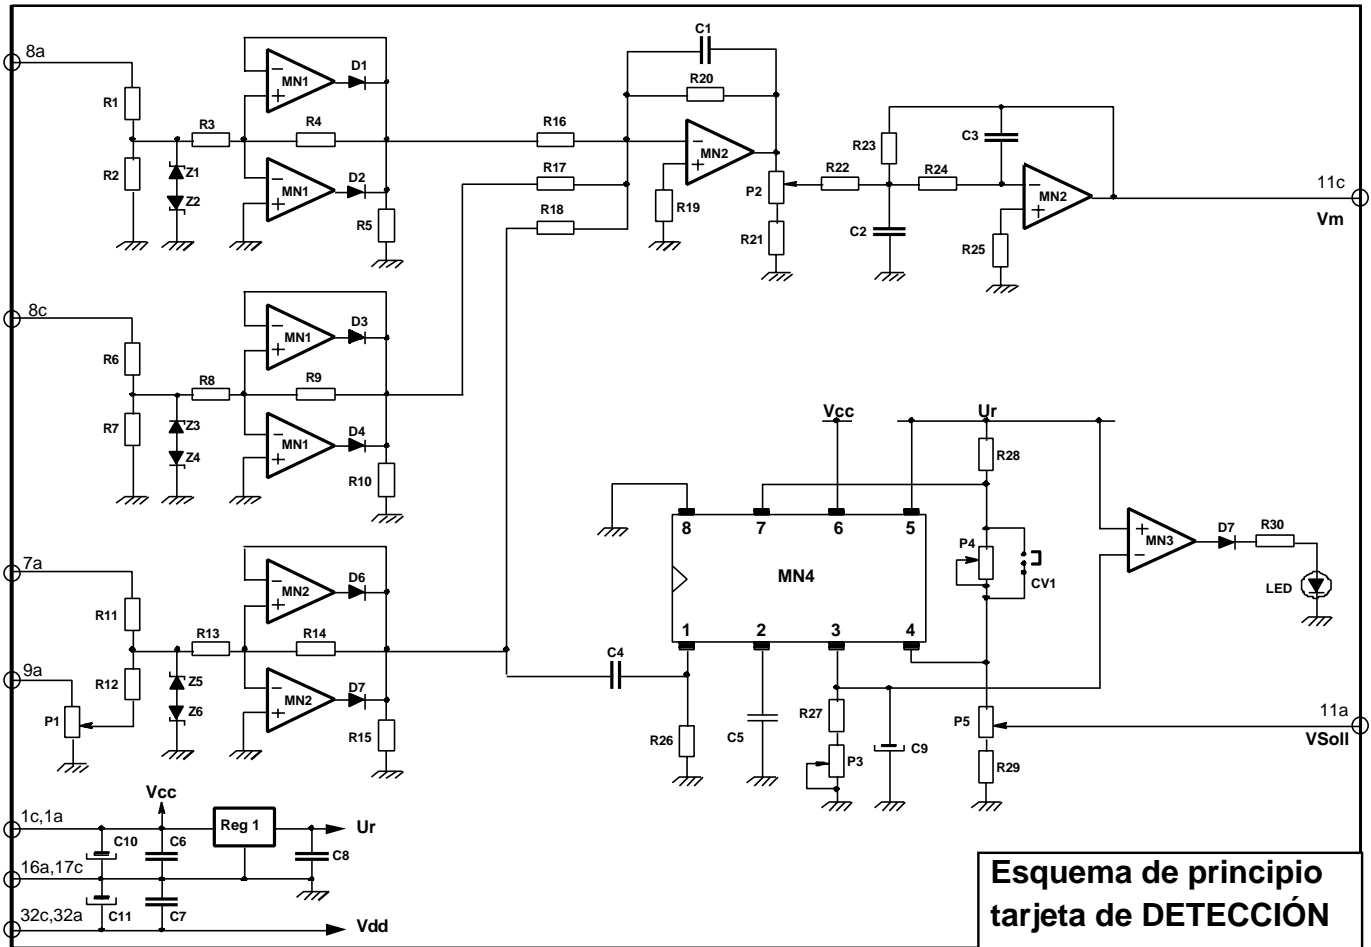 8a
R1
R2
Z1
Z2
R3
R4
MN1
D1
MN1
D2
R5
R16
R17
R18
C1
R20
MN2
R19
P2
R21
R22
R23
R24
C2
C3
MN2
R25
11c
Vm
8c
R6
R7
Z3
Z4
R8
R9
MN1
D3
MN1
D4
R10
7a
R11
R12
9a
P1
Z5
Z6
R13
R14
MN2
D6
MN2
D7
R15
C4
R26
C5
Vcc
Ur
R28
8
7
6
5
MN4
1
2
3
4
P4
CV1
MN3
D7
R30
LED
R27
P3
C9
P5
R29
11a
VSoll
1c,1a
Vcc
Reg 1
Ur
C10
C6
C8
16a,17c
C11
C7
32c,32a
Vdd
Esquema de principio
tarjeta de DETECCIÓN